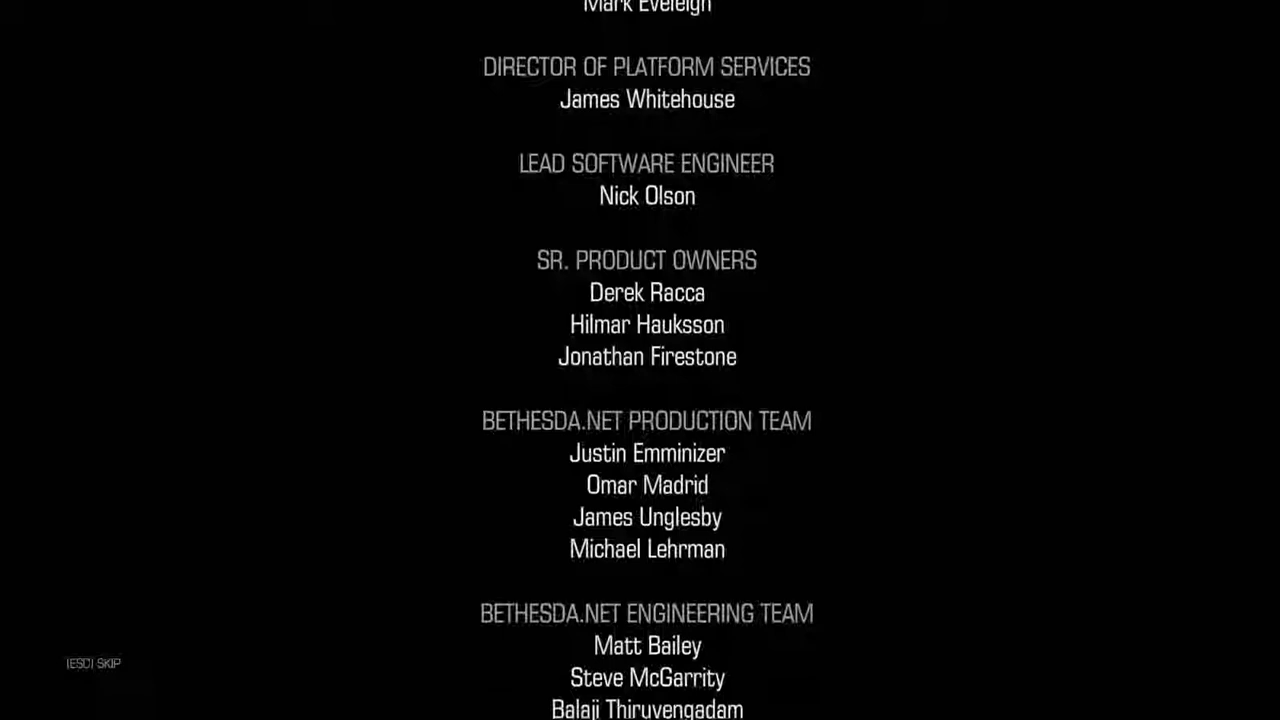 Mark Eveleigh
DIRECTOR OF PLATFORM SERVICES
James Whitehouse
LEAD SOFTWARE ENGINEER
Nick Olson
SR. PRODUCT OWNERS
Derek Racca
Hilmar Hauksson
Jonathan Firestone
BETHESDA.NET PRODUCTION TEAM
Justin Emminizer
Omar Madrid
James Unglesby
Michael Lehrman
BETHESDA.NET ENGINEERING TEAM
Matt Bailey
[ESC] SKIP
Steve McGarrity
Balaji Thiruvengadam